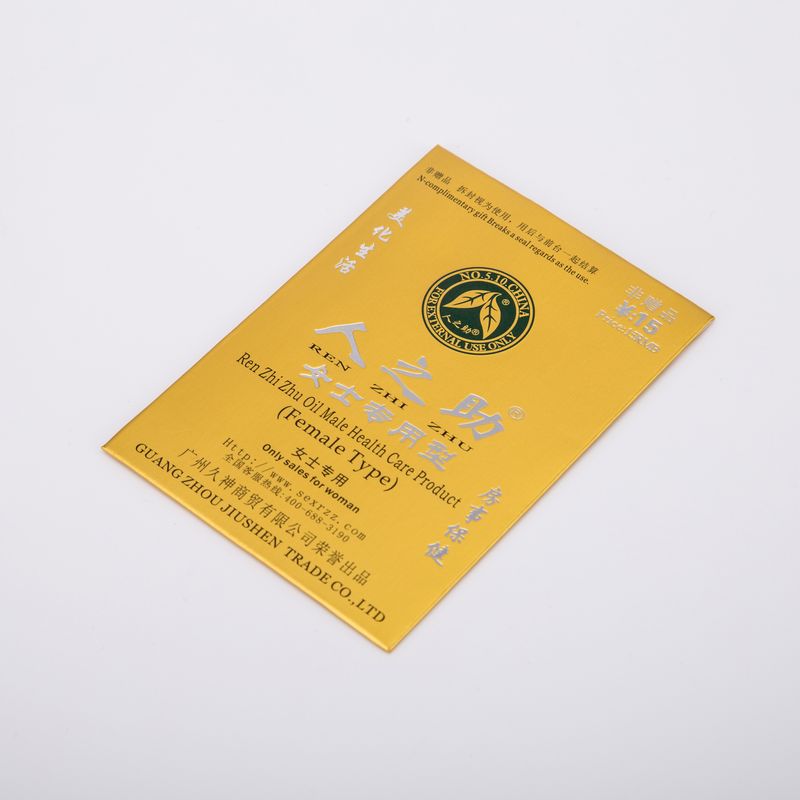 非赠品，拆封视为使用，用后与前台一起结算
N-complimentary gift Breaks a seal regards as the use.
美化生活
NO.5.10.CHINA
人之助®
FOR EXTERNAL USE ONLY
非赠品
¥:15
人之助®
REN ZHI ZHU
女士专用型
Ren Zhi Zhu Oil Male Health Care Product
(Female Type)
女士专用
Only sales for woman
房事保健
Http://www.sexrzz.com
全国客服热线:400-688-3190
广州久神商贸有限公司荣誉出品
GUANG ZHOU JIUSHEN TRADE CO.,LTD